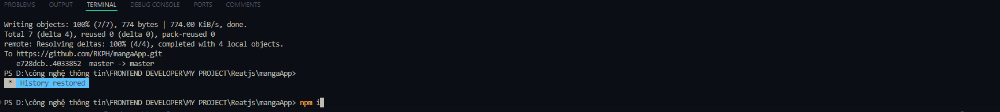 PROBLEMS OUTPUT TERMINAL DEBUG CONSOLE PORTS COMMENTS
Writing objects: 100% (7/7), 774 bytes | 774.00 KiB/s, done.
Total 7 (delta 4), reused 0 (delta 0), pack-reused 0
remote: Resolving deltas: 100% (4/4), completed with 4 local objects.
To https://github.com/RKPH/mangaApp.git
   e728dcb..4033852  master -> master
PS D:\công nghệ thông tin\FRONTEND DEVELOPER\MY PROJECT\Reatjs\mangaApp>
 *  History restored
PS D:\công nghệ thông tin\FRONTEND DEVELOPER\MY PROJECT\Reatjs\mangaApp> npm i